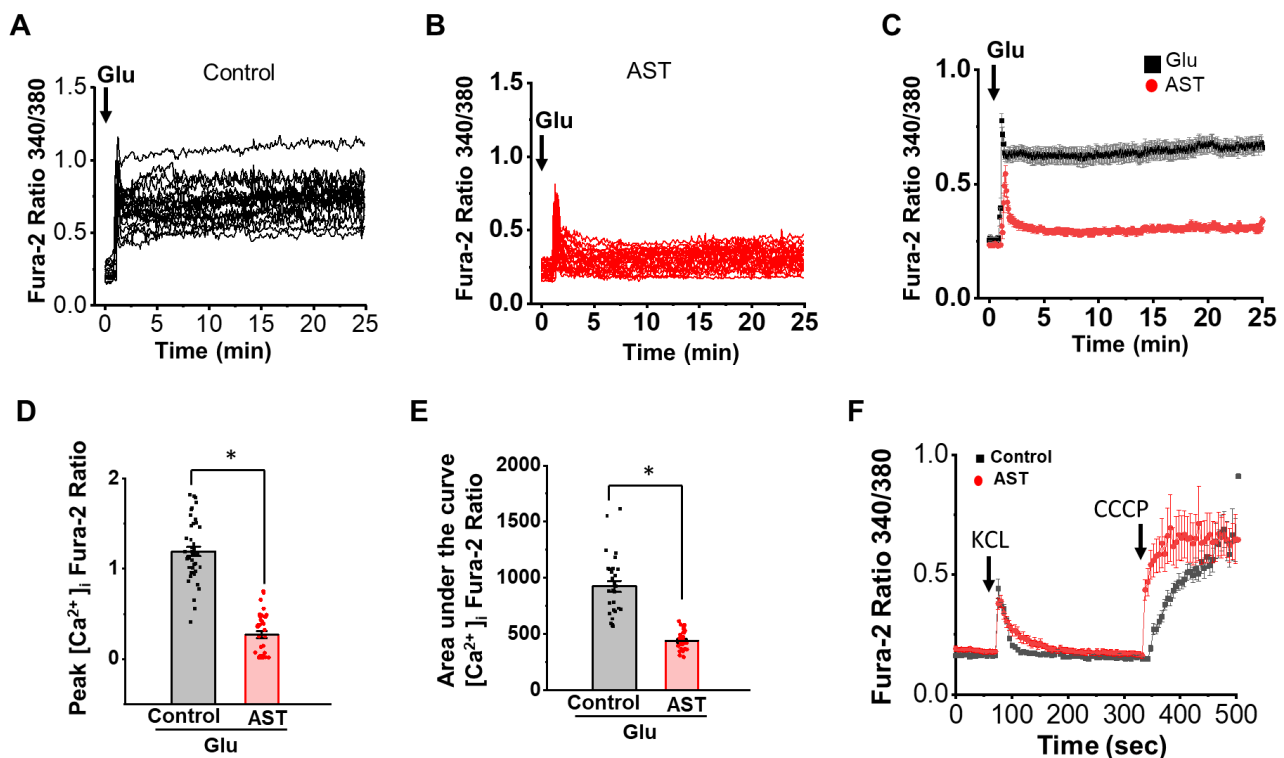 A
Glu
Control
1.5
1.0
0.5
0.0
Fura-2 Ratio 340/380
0 5 10 15 20 25
Time (min)
B
AST
Glu
1.5
1.0
0.5
0.0
Fura-2 Ratio 340/380
0 5 10 15 20 25
Time (min)
C
Glu
Glu
AST
1.0
0.5
0.0
Fura-2 Ratio 340/380
0 5 10 15 20 25
Time (min)
D
*
2
1
0
Peak [Ca²⁺]ᵢ Fura-2 Ratio
Control AST
Glu
E
*
2000
1500
1000
500
0
Area under the curve
[Ca²⁺]ᵢ Fura-2 Ratio
Control AST
Glu
F
Control
AST
KCL
CCCP
1.0
0.5
0.0
Fura-2 Ratio 340/380
0 100 200 300 400 500
Time (sec)